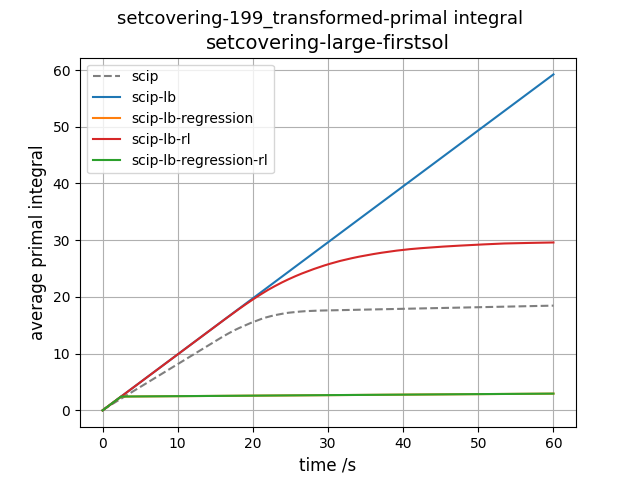 setcovering-199_transformed-primal integral
setcovering-large-firstsol
scip
scip-lb
scip-lb-regression
scip-lb-rl
scip-lb-regression-rl
average primal integral
60
50
40
30
20
10
0
0 10 20 30 40 50 60
time /s